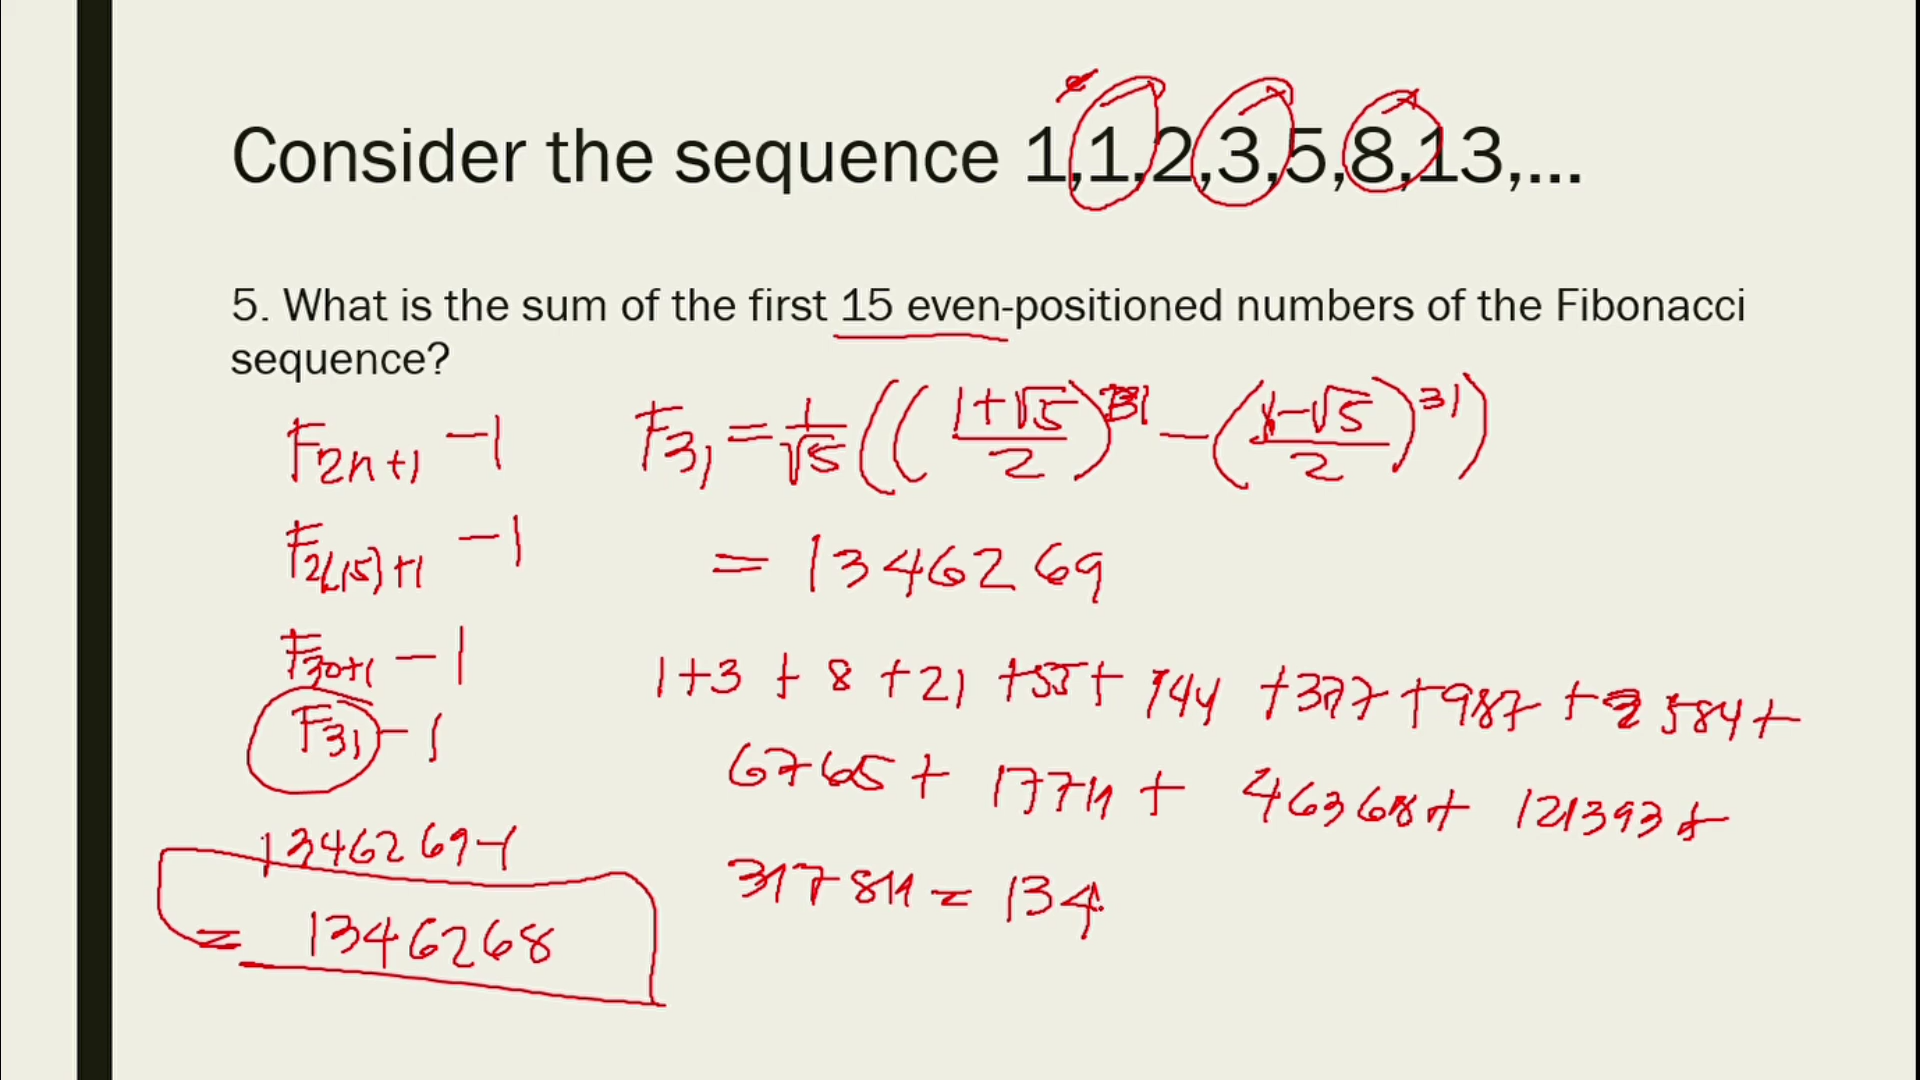 Consider the sequence 1,1,2,3,5,8,13,...
5. What is the sum of the first 15 even-positioned numbers of the Fibonacci
sequence?
F2n+1 -1
F31 = 1/√5 ( ( (1+√5)/2 )^31 - ( (1-√5)/2 )^31 )
F2(15)+1 -1
= 1346269
F30+1 -1
1+3 + 8 +21 +55+ 144 +377 +987 +2584+
F31 -1
6765 + 17711 + 46368 + 121393 +
1346269-1
317811 = 134
= 1346268